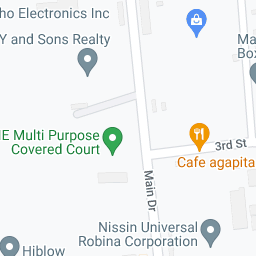 ho Electronics Inc
Y and Sons Realty
Ma
Box
E Multi Purpose
Covered Court
3rd St
Cafe agapita
Main Dr
Nissin Universal
Robina Corporation
Hiblow